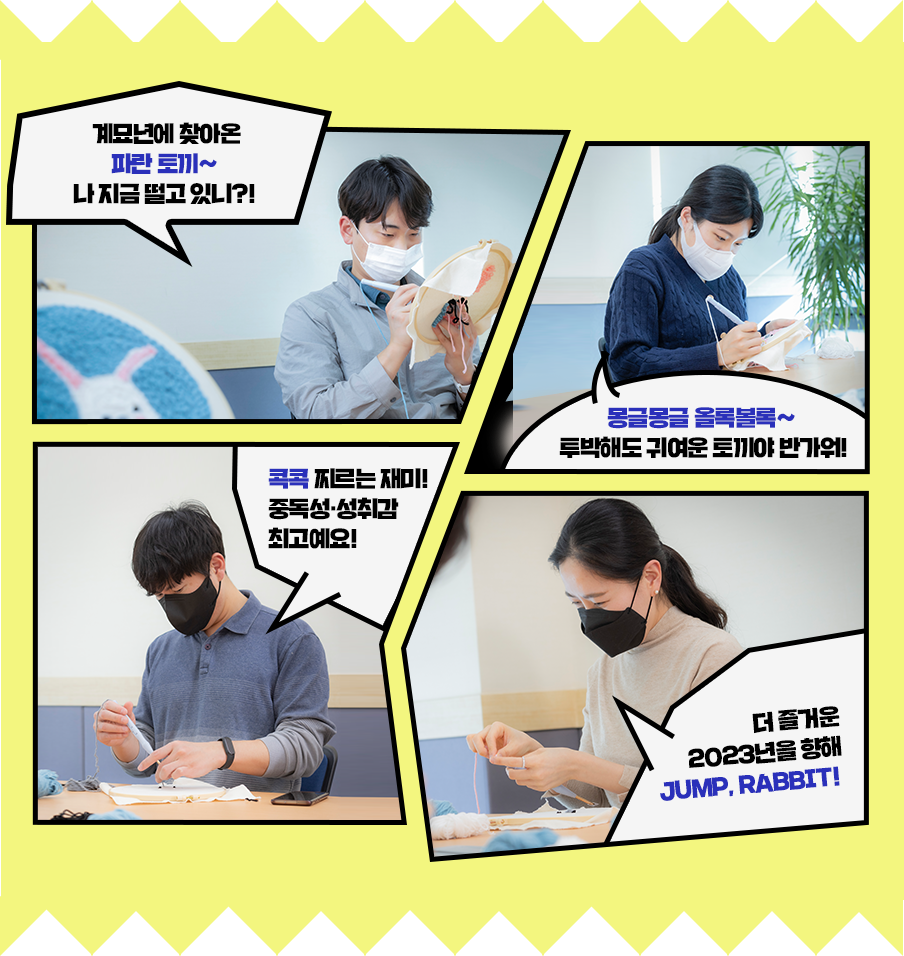 계묘년에 찾아온
파란 토끼~
나 지금 떨고 있니?!
몽글몽글 올록볼록~
투박해도 귀여운 토끼야 반가워!
콕콕 찌르는 재미!
중독성·성취감
최고예요!
더 즐거운
2023년을 향해
JUMP, RABBIT!